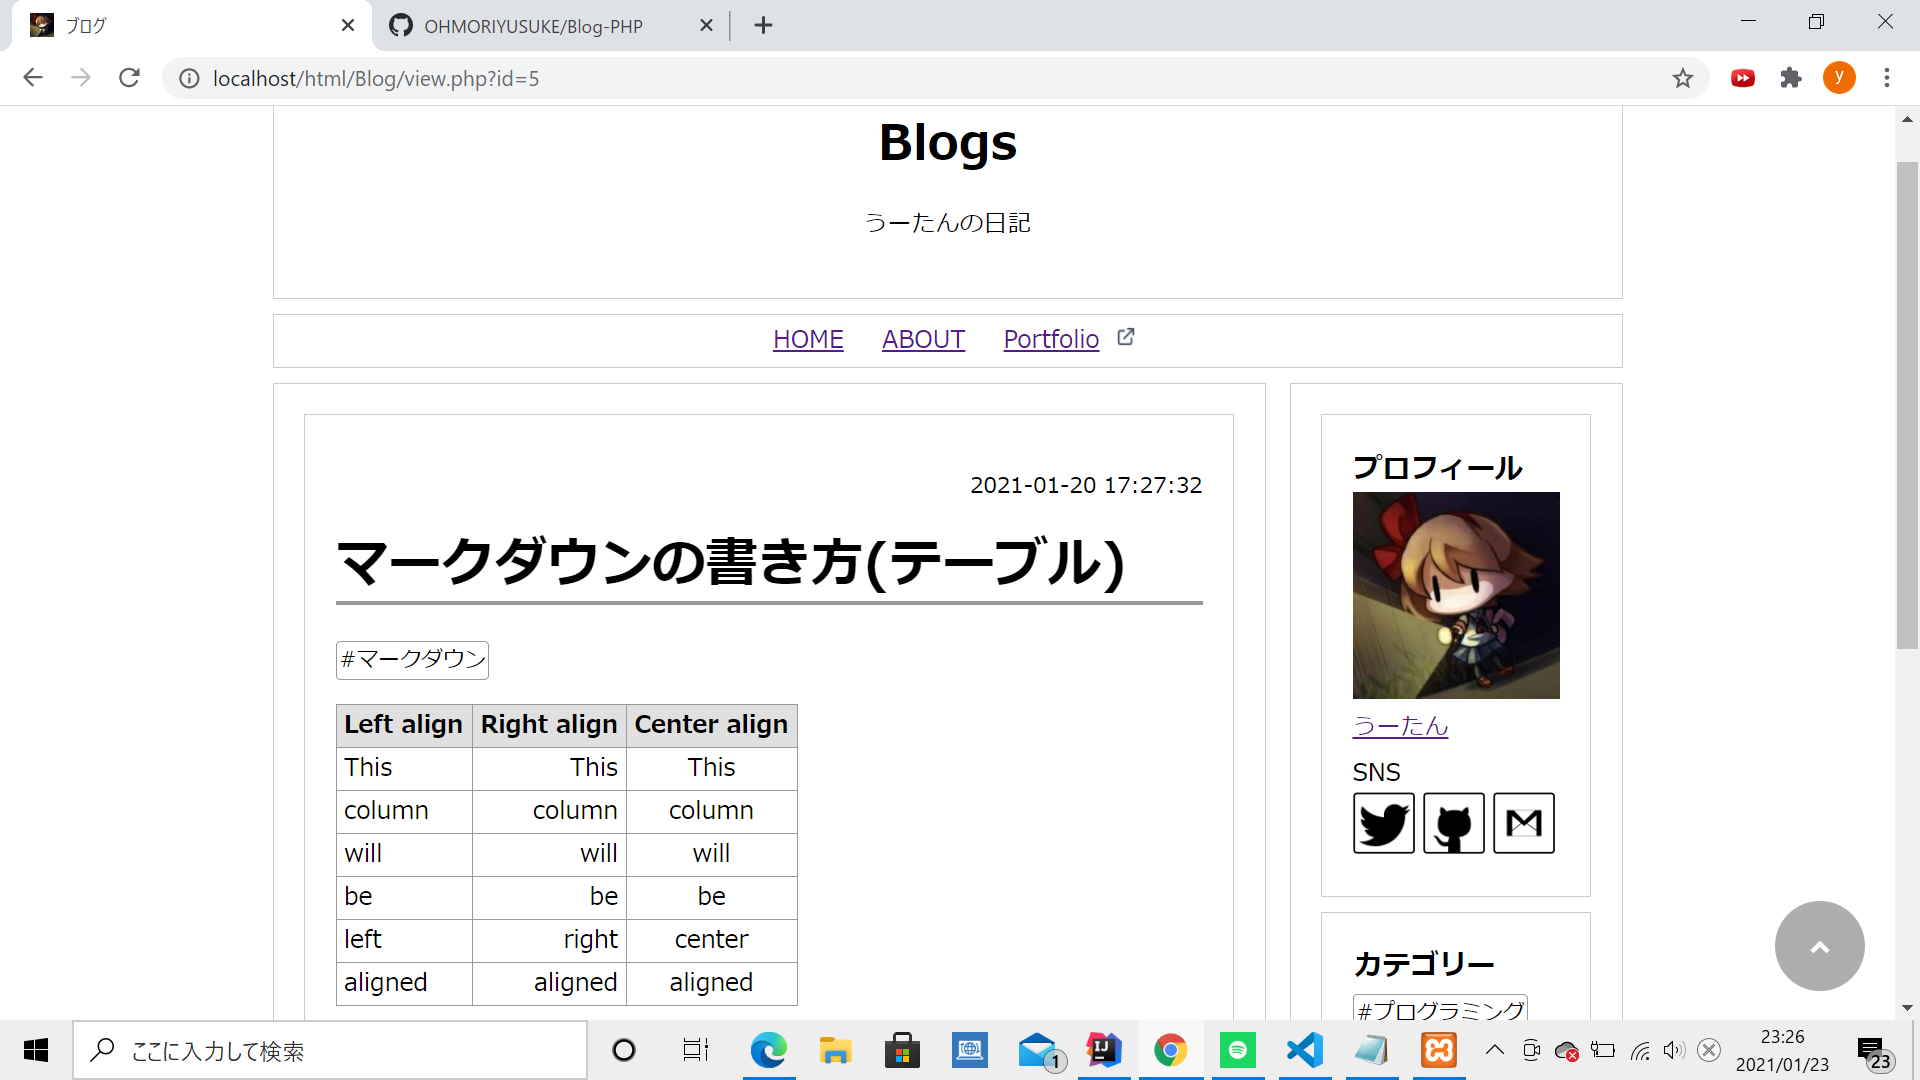 ブログ
OHMORIYUSUKE/Blog-PHP
localhost/html/Blog/view.php?id=5
y
Blogs
うーたんの日記
HOME ABOUT Portfolio
2021-01-20 17:27:32
マークダウンの書き方(テーブル)
#マークダウン
Left align Right align Center align
This This This
column column column
will will will
be be be
left right center
aligned aligned aligned
プロフィール
うーたん
SNS
カテゴリー
#プログラミング
ここに入力して検索
1
23:26
2021/01/23
23